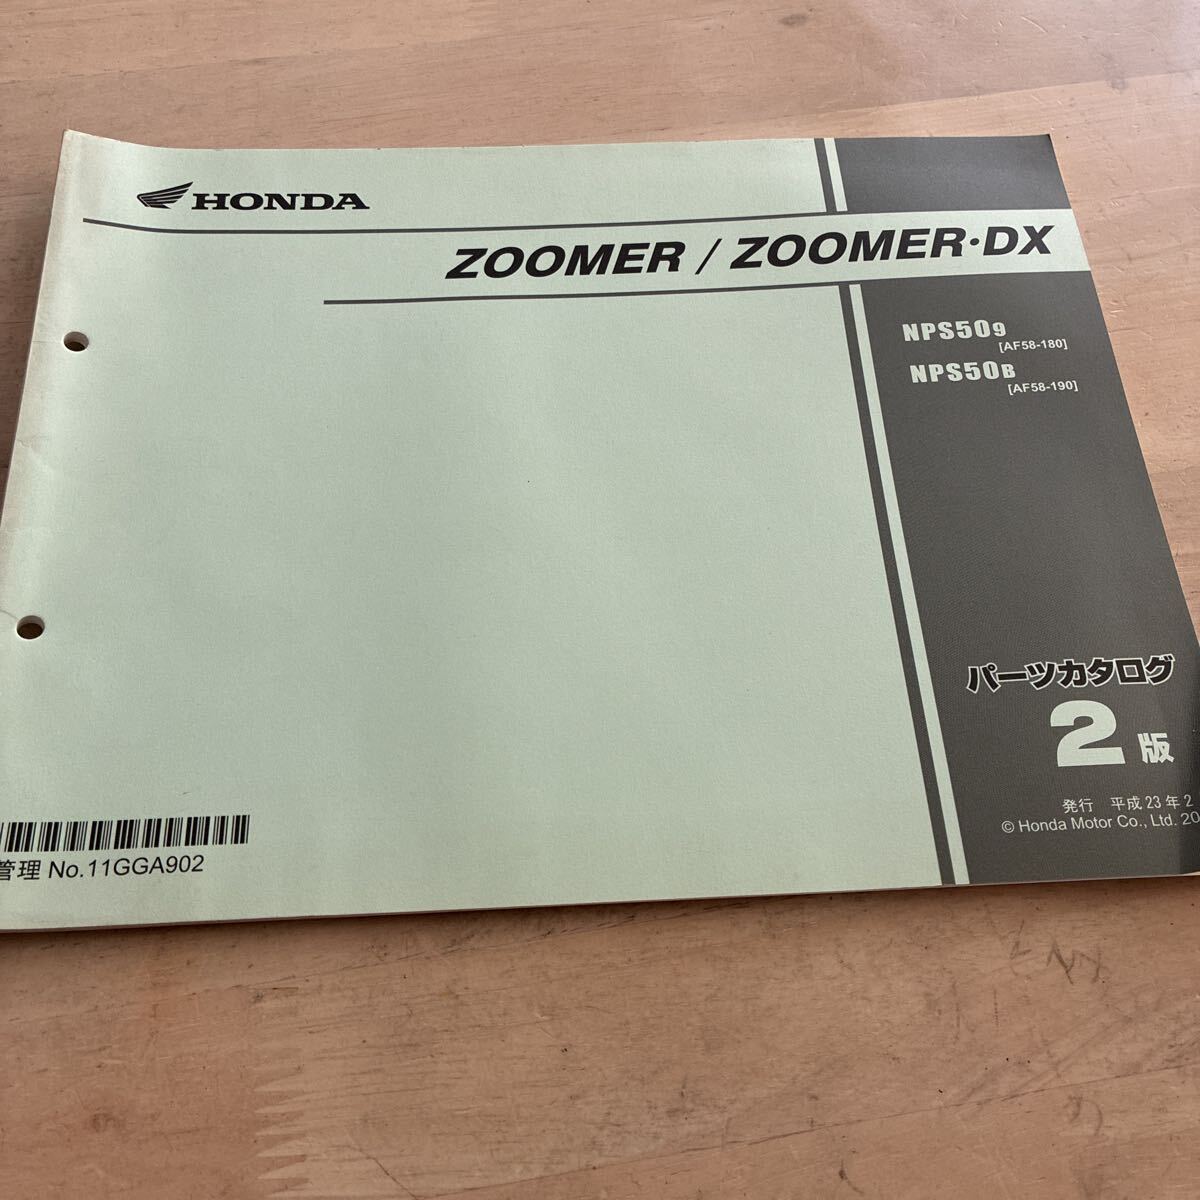 HONDA
ZOOMER / ZOOMER・DX
NPS509
[AF58-180]
NPS50B
[AF58-190]
パーツカタログ
2版
発行 平成23年2
© Honda Motor Co., Ltd. 20
管理 No.11GGA902